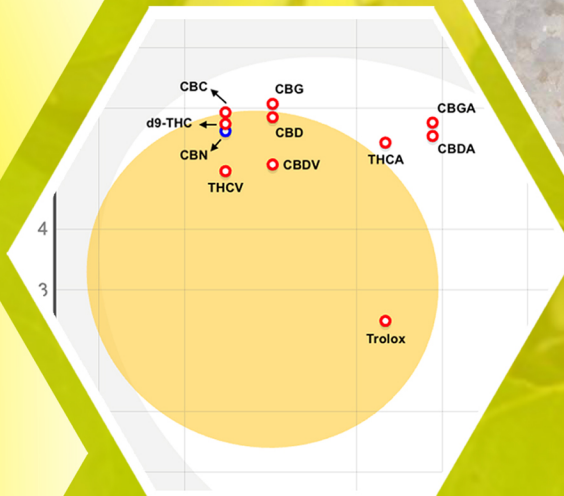 CBC
CBG
d9-THC
CBGA
CBD
CBN
CBDA
THCA
CBDV
THCV
4
3
Trolox